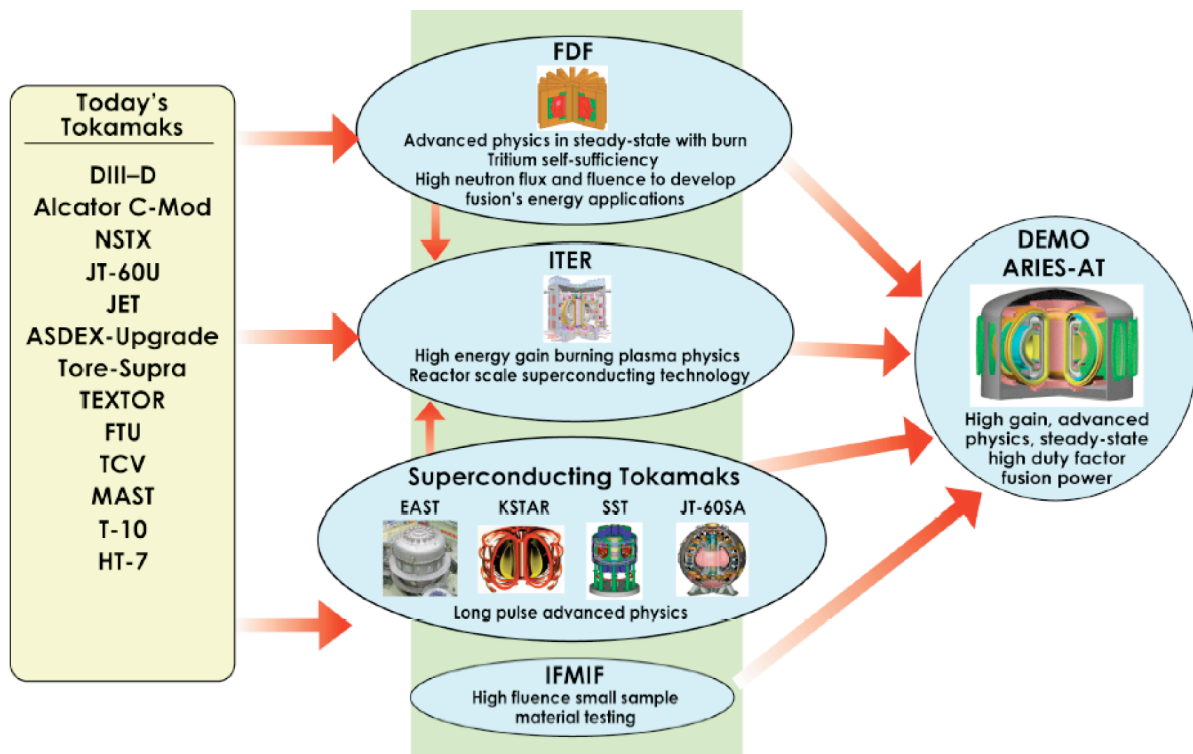 Today's
Tokamaks
DIII–D
Alcator C-Mod
NSTX
JT-60U
JET
ASDEX-Upgrade
Tore-Supra
TEXTOR
FTU
TCV
MAST
T-10
HT-7
FDF
Advanced physics in steady-state with burn
Tritium self-sufficiency
High neutron flux and fluence to develop
fusion's energy applications
ITER
High energy gain burning plasma physics
Reactor scale superconducting technology
Superconducting Tokamaks
EAST KSTAR SST JT-60SA
Long pulse advanced physics
IFMIF
High fluence small sample
material testing
DEMO
ARIES-AT
High gain, advanced
physics, steady-state
high duty factor
fusion power